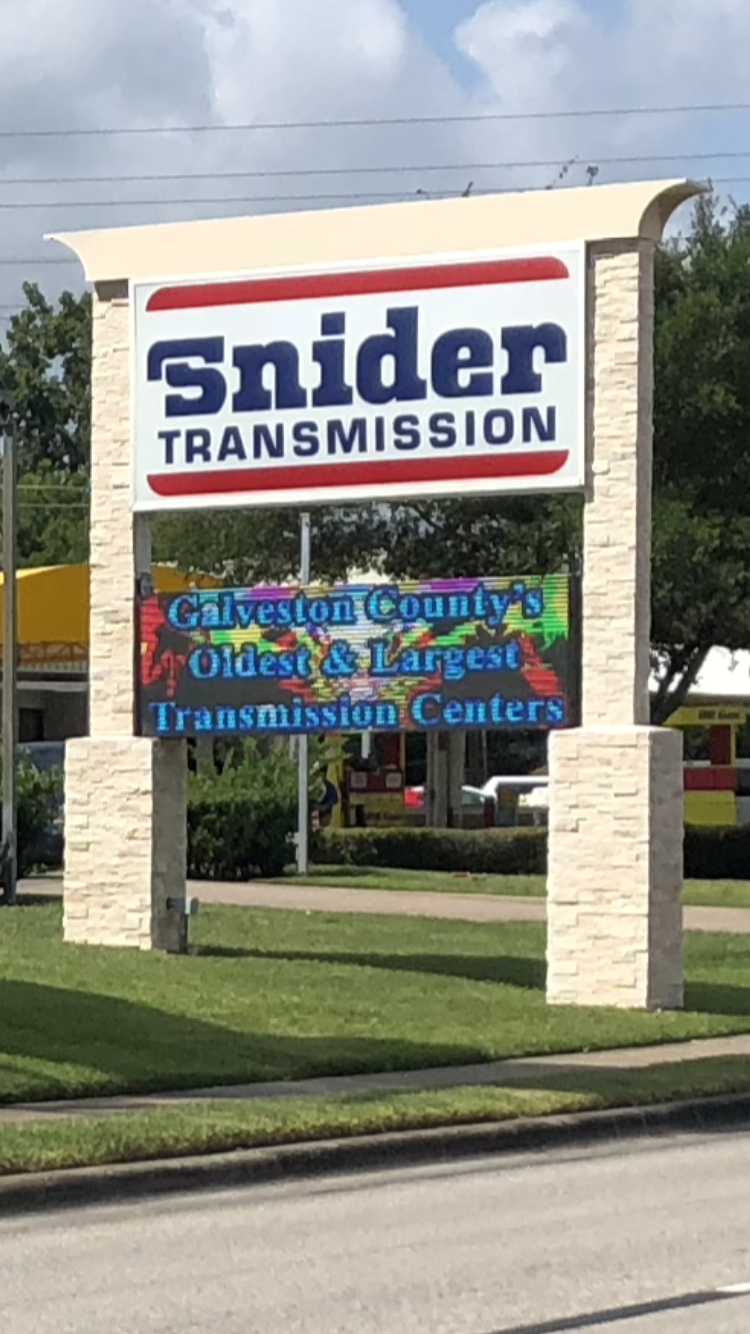 Snider
TRANSMISSION
Galveston County's
Oldest & Largest
Transmission Centers